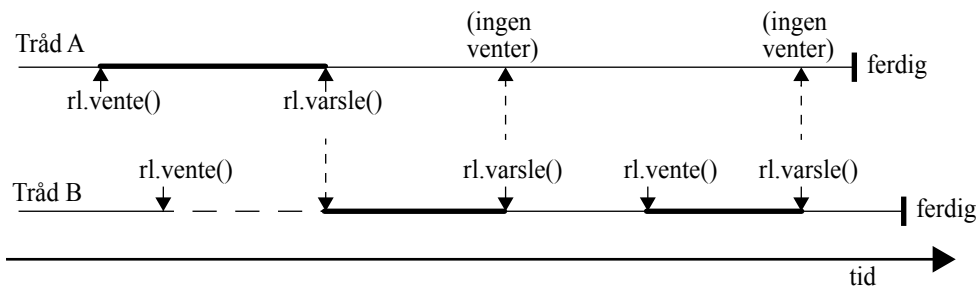 (ingen
venter)
(ingen
venter)
Tråd A
ferdig
rl.vente()
rl.varsle()
rl.vente()
rl.varsle()
rl.vente()
rl.varsle()
Tråd B
ferdig
tid